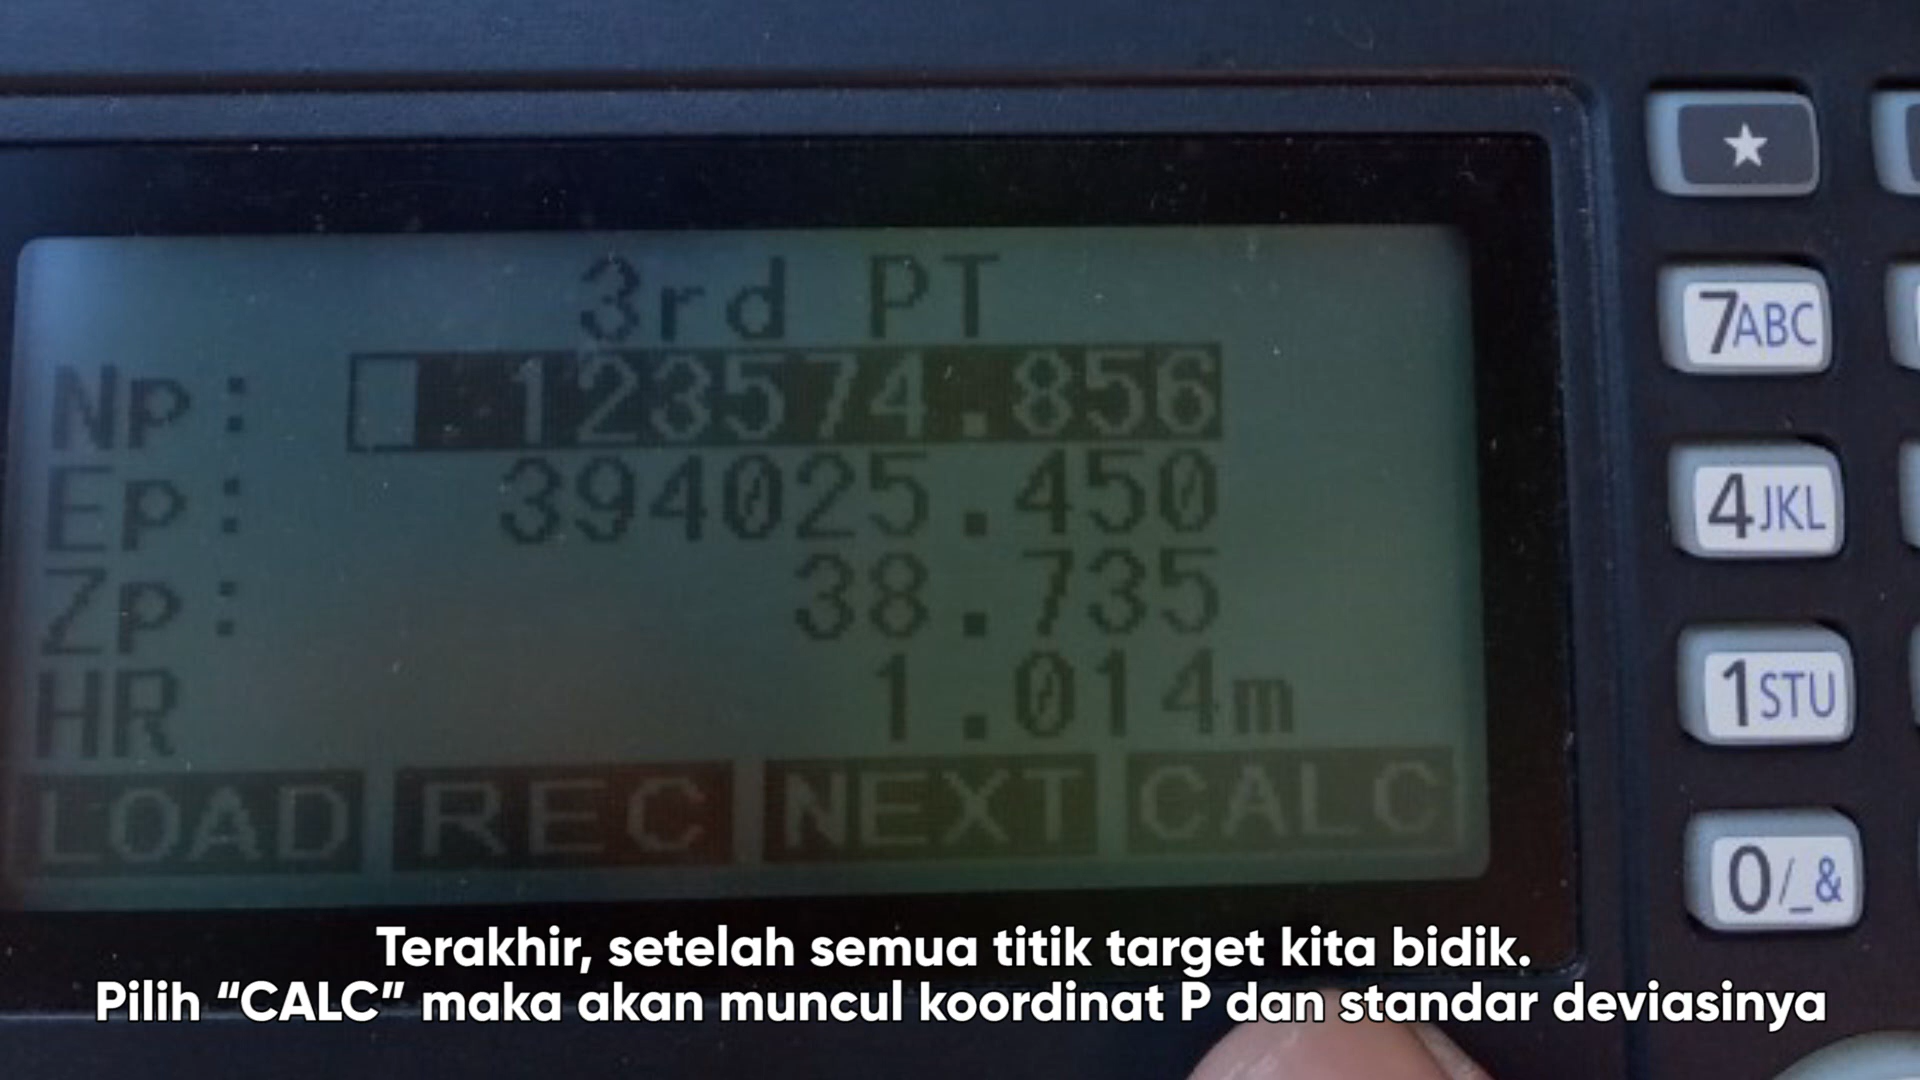 3rd PT
Np: 123574.856
Ep: 394025.450
Zp: 38.735
HR 1.014m
LOAD REC NEXT CALC
★
7ABC
4JKL
1STU
0/_&
Terakhir, setelah semua titik target kita bidik.
Pilih “CALC” maka akan muncul koordinat P dan standar deviasinya